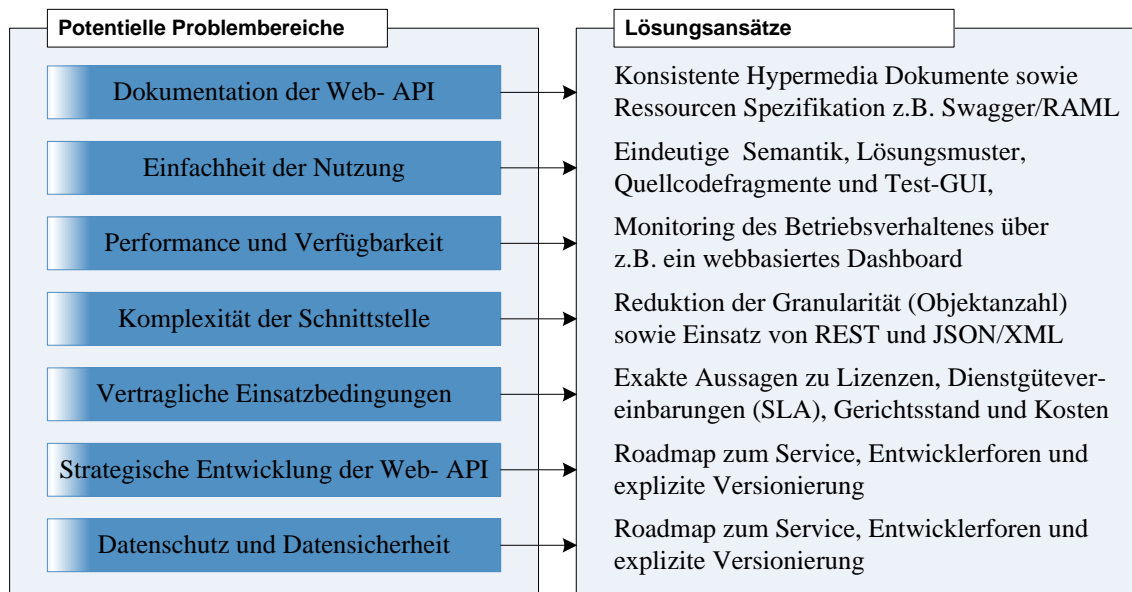 Potentielle Problembereiche
Lösungsansätze
Dokumentation der Web- API
Konsistente Hypermedia Dokumente sowie
Ressourcen Spezifikation z.B. Swagger/RAML
Einfachheit der Nutzung
Eindeutige Semantik, Lösungsmuster,
Quellcodefragmente und Test-GUI,
Performance und Verfügbarkeit
Monitoring des Betriebsverhaltenes über
z.B. ein webbasiertes Dashboard
Komplexität der Schnittstelle
Reduktion der Granularität (Objektanzahl)
sowie Einsatz von REST und JSON/XML
Vertragliche Einsatzbedingungen
Exakte Aussagen zu Lizenzen, Dienstgütever-
einbarungen (SLA), Gerichtsstand und Kosten
Strategische Entwicklung der Web- API
Roadmap zum Service, Entwicklerforen und
explizite Versionierung
Datenschutz und Datensicherheit
Roadmap zum Service, Entwicklerforen und
explizite Versionierung